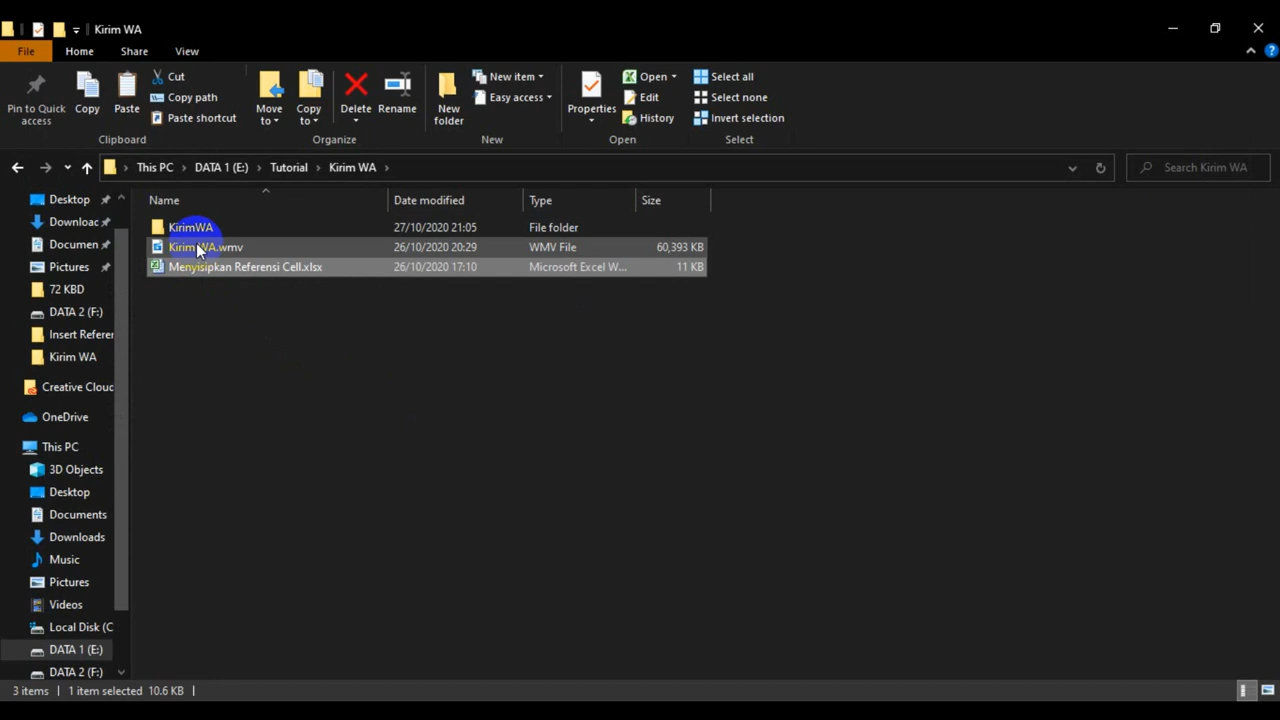 Kirim WA
File Home Share View
Pin to Quick access
Copy
Paste
Cut
Copy path
Paste shortcut
Clipboard
Move to
Copy to
Delete
Rename
Organize
New folder
New item
Easy access
New
Properties
Open
Edit
History
Open
Select all
Select none
Invert selection
Select
This PC > DATA 1 (E:) > Tutorial > Kirim WA >
Search Kirim WA
Name Date modified Type Size
KirimWA 27/10/2020 21:05 File folder
Kirim WA.wmv 26/10/2020 20:29 WMV File 60,393 KB
Menyisipkan Referensi Cell.xlsx 26/10/2020 17:10 Microsoft Excel W... 11 KB
Desktop
Downloac
Documen
Pictures
72 KBD
DATA 2 (F:)
Insert Referer
Kirim WA
Creative Cloud
OneDrive
This PC
3D Objects
Desktop
Documents
Downloads
Music
Pictures
Videos
Local Disk (C
DATA 1 (E:)
DATA 2 (F:)
3 items 1 item selected 10.6 KB